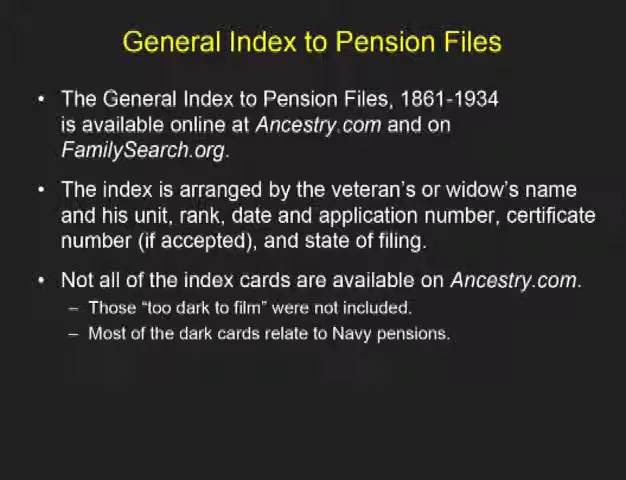 General Index to Pension Files
• The General Index to Pension Files, 1861-1934
is available online at Ancestry.com and on
FamilySearch.org.
• The index is arranged by the veteran's or widow's name
and his unit, rank, date and application number, certificate
number (if accepted), and state of filing.
• Not all of the index cards are available on Ancestry.com.
– Those “too dark to film” were not included.
– Most of the dark cards relate to Navy pensions.